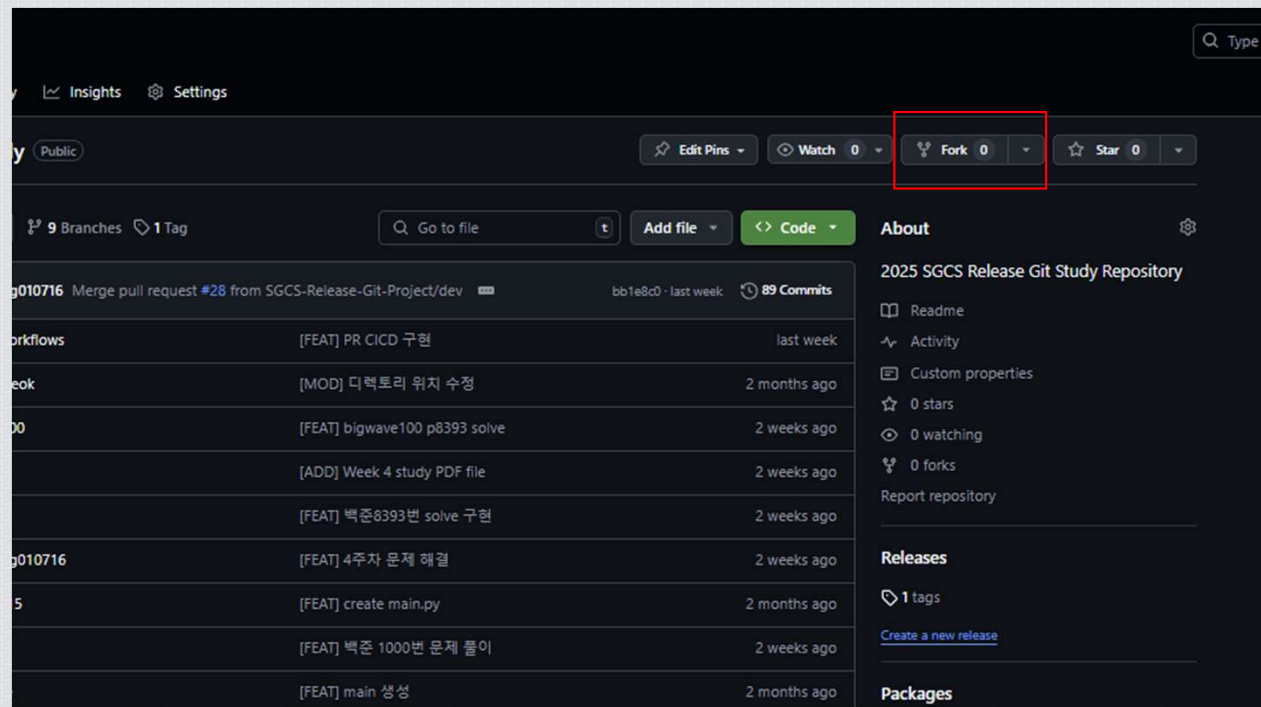 Type
Insights Settings
Public Edit Pins Watch 0 Fork 0 Star 0
9 Branches 1 Tag Go to file t Add file <> Code
g010716 Merge pull request #28 from SGCS-Release-Git-Project/dev bb1e8c0 · last week 89 Commits
[FEAT] PR CICD 구현 last week
[MOD] 디렉토리 위치 수정 2 months ago
[FEAT] bigwave100 p8393 solve 2 weeks ago
[ADD] Week 4 study PDF file 2 weeks ago
[FEAT] 백준8393번 solve 구현 2 weeks ago
g010716 [FEAT] 4주차 문제 해결 2 weeks ago
5 [FEAT] create main.py 2 months ago
[FEAT] 백준 1000번 문제 풀이 2 weeks ago
[FEAT] main 생성 2 months ago
About
2025 SGCS Release Git Study Repository
Readme
Activity
Custom properties
0 stars
0 watching
0 forks
Report repository
Releases
1 tags
Create a new release
Packages